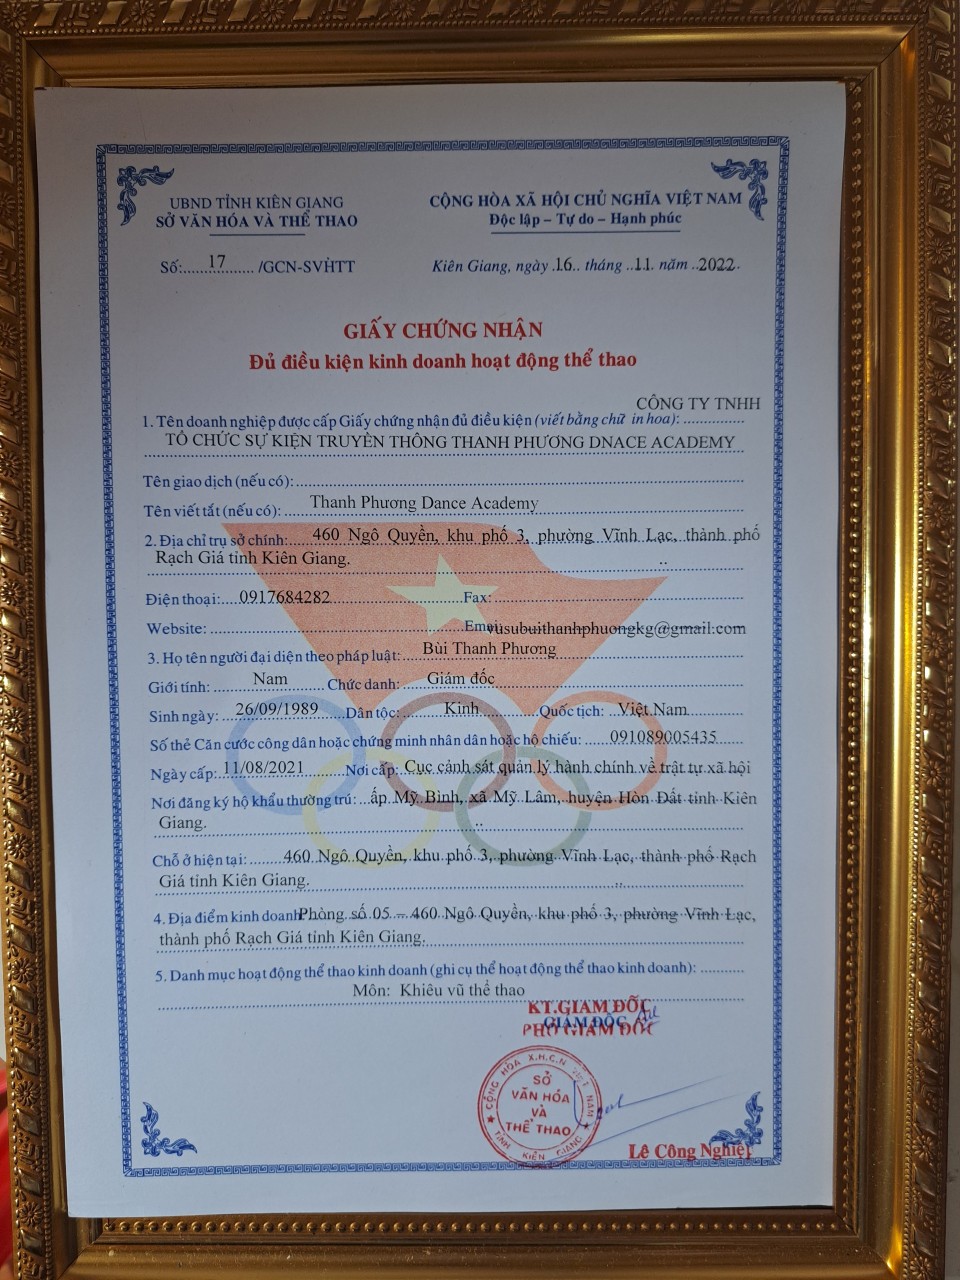 UBND TỈNH KIÊN GIANG
SỞ VĂN HÓA VÀ THỂ THAO
CỘNG HÒA XÃ HỘI CHỦ NGHĨA VIỆT NAM
Độc lập – Tự do – Hạnh phúc
Số:.....17....... /GCN-SVHTT
Kiên Giang, ngày .16.. tháng ..11. năm ..2022..
GIẤY CHỨNG NHẬN
Đủ điều kiện kinh doanh hoạt động thể thao
CÔNG TY TNHH
1. Tên doanh nghiệp được cấp Giấy chứng nhận đủ điều kiện (viết bằng chữ in hoa): ...............
TỔ CHỨC SỰ KIỆN TRUYỀN THÔNG THANH PHƯƠNG DNACE ACADEMY
Tên giao dịch (nếu có):
Tên viết tắt (nếu có): Thanh Phương Dance Academy
2. Địa chỉ trụ sở chính: 460 Ngô Quyền, khu phố 3, phường Vĩnh Lạc, thành phố
Rạch Giá tỉnh Kiên Giang.
Điện thoại: 0917684282 Fax:
Website: Email vusubuithanhphuongkg@gmail.com
3. Họ tên người đại diện theo pháp luật: Bùi Thanh Phương
Giới tính: Nam Chức danh: Giám đốc
Sinh ngày: 26/09/1989 Dân tộc: Kinh Quốc tịch: Việt Nam
Số thẻ Căn cước công dân hoặc chứng minh nhân dân hoặc hộ chiếu: 091089005435
Ngày cấp: 11/08/2021 Nơi cấp: Cục cảnh sát quản lý hành chính về trật tự xã hội
Nơi đăng ký hộ khẩu thường trú: ấp Mỹ Bình, xã Mỹ Lâm, huyện Hòn Đất tỉnh Kiên
Giang.
Chỗ ở hiện tại: 460 Ngô Quyền, khu phố 3, phường Vĩnh Lạc, thành phố Rạch
Giá tỉnh Kiên Giang.
4. Địa điểm kinh doanh Phòng số 05 – 460 Ngô Quyền, khu phố 3, phường Vĩnh Lạc,
thành phố Rạch Giá tỉnh Kiên Giang.
5. Danh mục hoạt động thể thao kinh doanh (ghi cụ thể hoạt động thể thao kinh doanh):
Môn: Khiêu vũ thể thao
KT.GIÁM ĐỐC
GIÁM ĐỐC
PHÓ GIÁM ĐỐC
CỘNG HÒA X.H.C.N VIỆT NAM
SỞ
VĂN HÓA
VÀ
THỂ THAO
TỈNH KIÊN GIANG
Lê Công Nghiệp